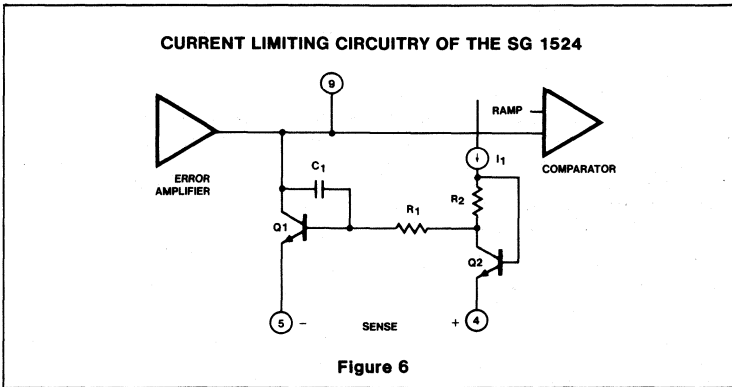 CURRENT LIMITING CIRCUITRY OF THE SG 1524
9
RAMP
ERROR
AMPLIFIER
C1
I1
COMPARATOR
R2
R1
Q1
Q2
5 − SENSE + 4
Figure 6